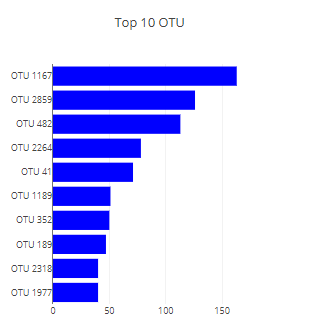 Top 10 OTU
OTU 1167
OTU 2859
OTU 482
OTU 2264
OTU 41
OTU 1189
OTU 352
OTU 189
OTU 2318
OTU 1977
0 50 100 150